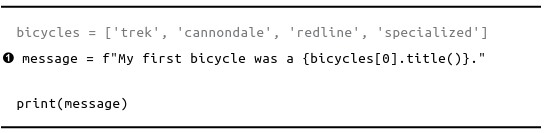 bicycles = ['trek', 'cannondale', 'redline', 'specialized']
❶ message = f"My first bicycle was a {bicycles[0].title()}."
print(message)